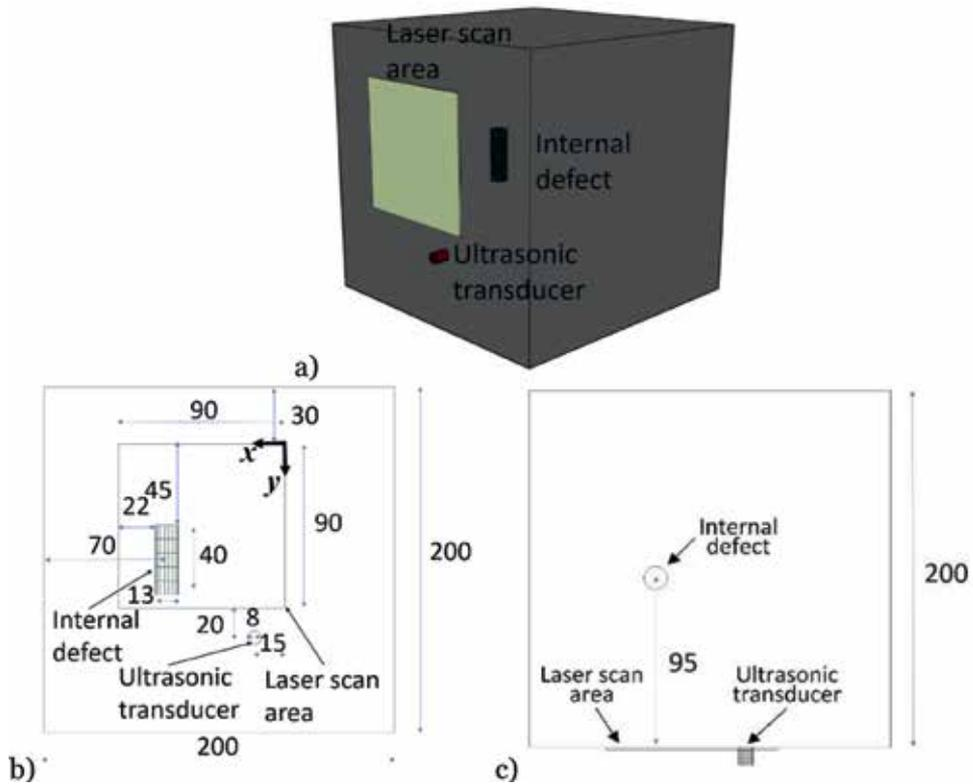 Laser scan
area
Internal
defect
Ultrasonic
transducer
a)
90
30
x
y
45
22
90
70
40
200
13
Internal
defect
20
8
15
Ultrasonic
transducer
Laser scan
area
200
b)
Internal
defect
200
95
Laser scan
area
Ultrasonic
transducer
c)